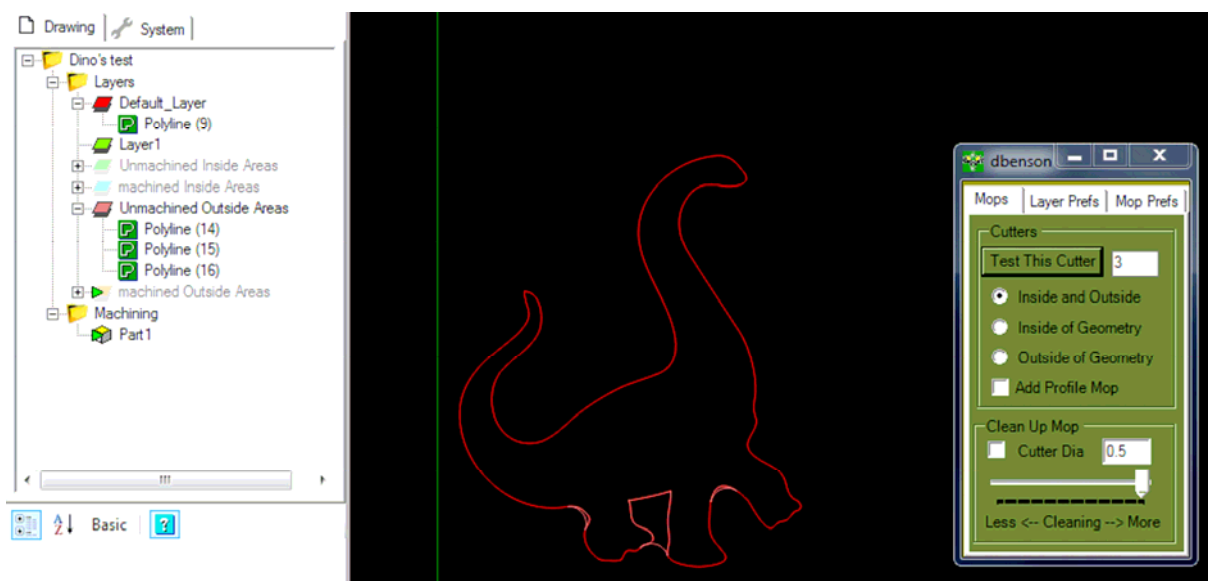 Drawing
System
Dino's test
Layers
Default_Layer
Polyline (9)
Layer1
Unmachined Inside Areas
machined Inside Areas
Unmachined Outside Areas
Polyline (14)
Polyline (15)
Polyline (16)
machined Outside Areas
Machining
Part1
Basic
dbenson
Mops Layer Prefs Mop Prefs
Cutters
Test This Cutter 3
Inside and Outside
Inside of Geometry
Outside of Geometry
Add Profile Mop
Clean Up Mop
Cutter Dia 0.5
Less <-- Cleaning --> More